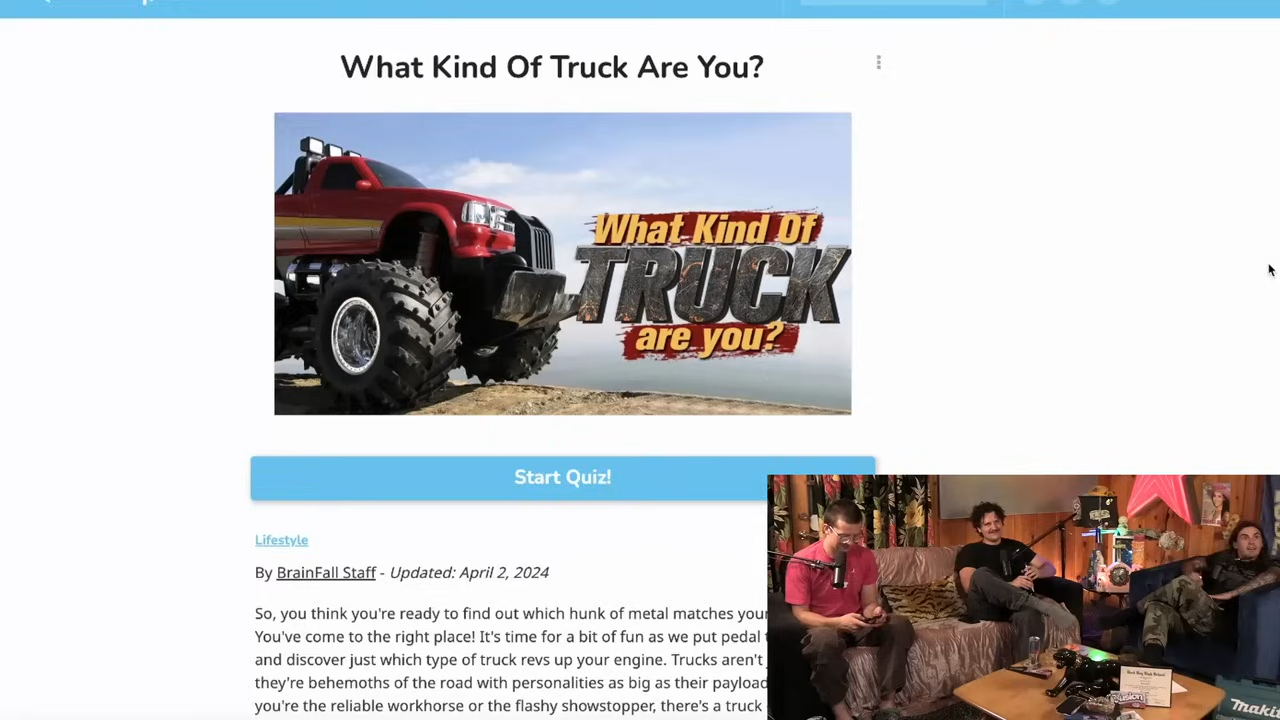 What Kind Of Truck Are You?
What Kind Of
TRUCK
are you?
Start Quiz!
Lifestyle
By BrainFall Staff - Updated: April 2, 2024
So, you think you're ready to find out which hunk of metal matches your
You've come to the right place! It's time for a bit of fun as we put pedal
and discover just which type of truck revs up your engine. Trucks aren't
they're behemoths of the road with personalities as big as their payload
you're the reliable workhorse or the flashy showstopper, there's a truck
makita